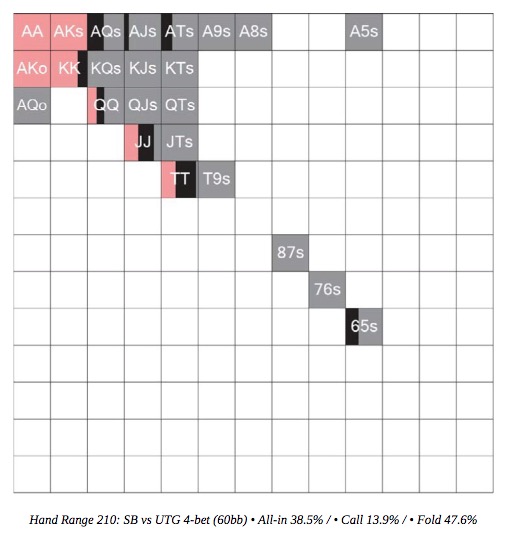 AA AKs AQs AJs ATs A9s A8s A5s
AKo KK KQs KJs KTs
AQo QQ QJs QTs
JJ JTs
TT T9s
87s
76s
65s
Hand Range 210: SB vs UTG 4-bet (60bb) • All-in 38.5% / • Call 13.9% / • Fold 47.6%